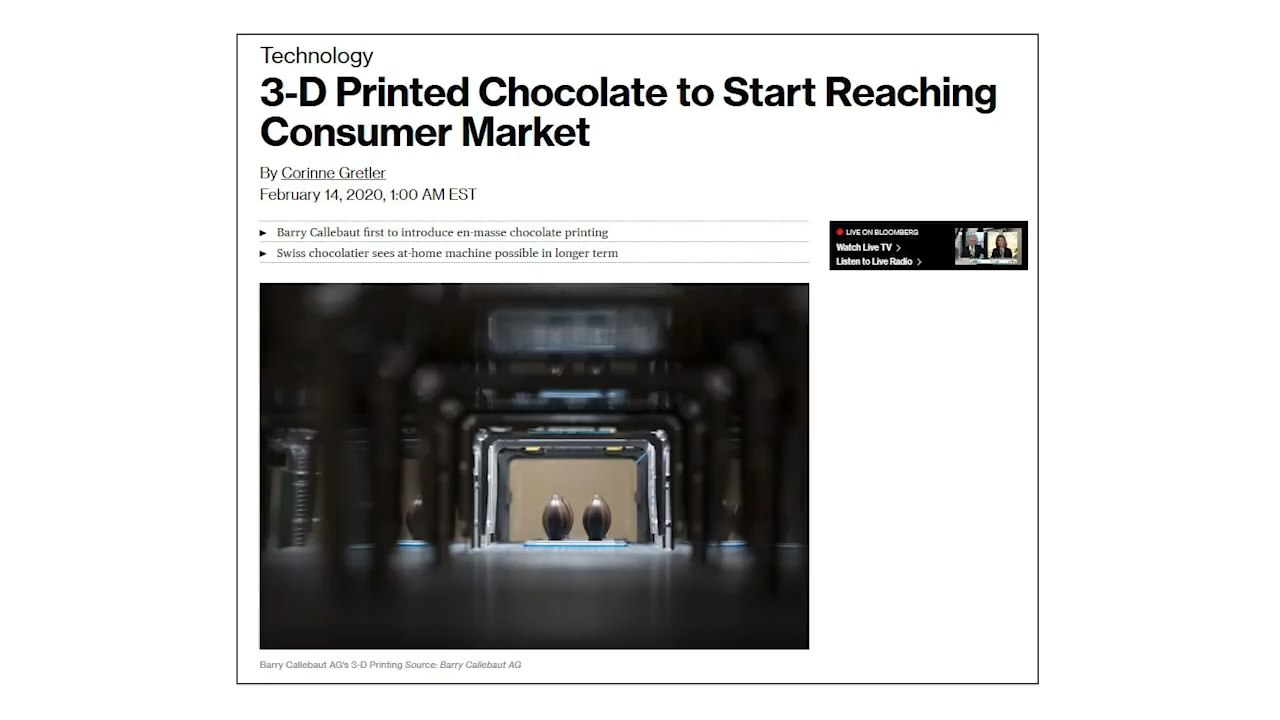 Technology
3-D Printed Chocolate to Start Reaching
Consumer Market
By Corinne Gretler
February 14, 2020, 1:00 AM EST
► Barry Callebaut first to introduce en-masse chocolate printing
► Swiss chocolatier sees at-home machine possible in longer term
LIVE ON BLOOMBERG
Watch Live TV >
Listen to Live Radio >
Barry Callebaut AG's 3-D Printing Source: Barry Callebaut AG